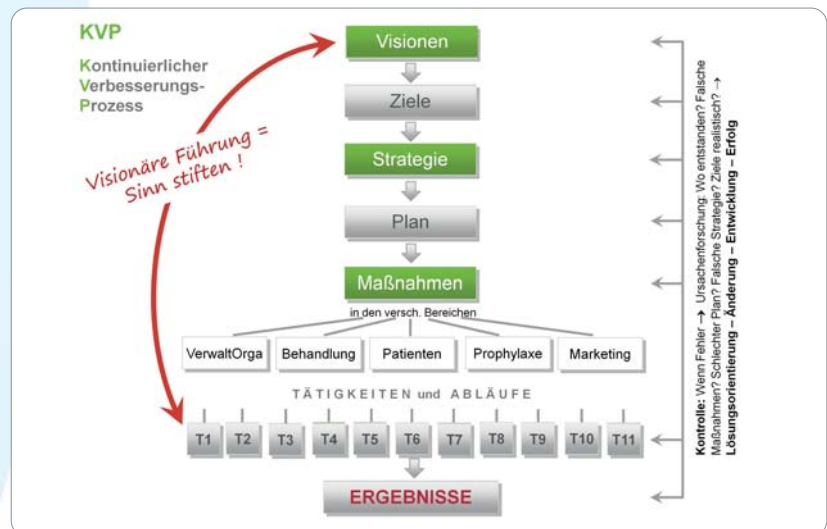 KVP
Kontinuierlicher
Verbesserungs-
Prozess
Visionäre Führung =
Sinn stiften !
Visionen
Ziele
Strategie
Plan
Maßnahmen
in den versch. Bereichen
VerwaltOrga Behandlung Patienten Prophylaxe Marketing
TÄTIGKEITEN und ABLÄUFE
T1 T2 T3 T4 T5 T6 T7 T8 T9 T10 T11
ERGEBNISSE
Kontrolle: Wenn Fehler → Ursachenforschung: Wo entstanden? Falsche
Maßnahmen? Schlechter Plan? Falsche Strategie? Ziele realistisch? →
Lösungsorientierung – Änderung – Entwicklung – Erfolg